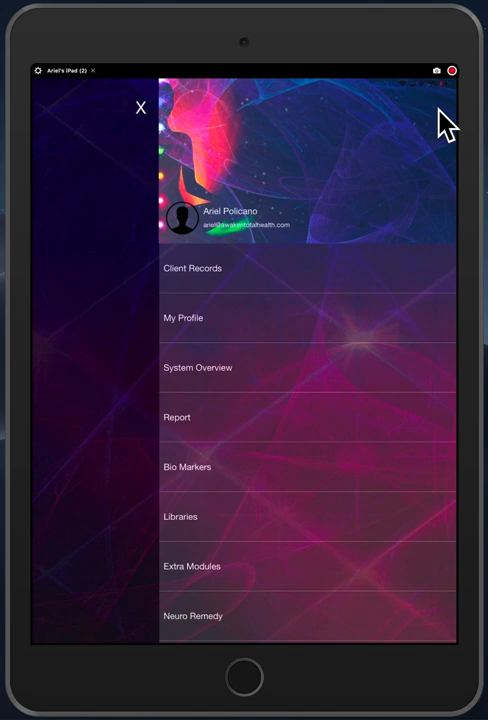 Ariel's iPad (2) ×
X
Ariel Policano
ariel@awakentotalhealth.com
Client Records
My Profile
System Overview
Report
Bio Markers
Libraries
Extra Modules
Neuro Remedy